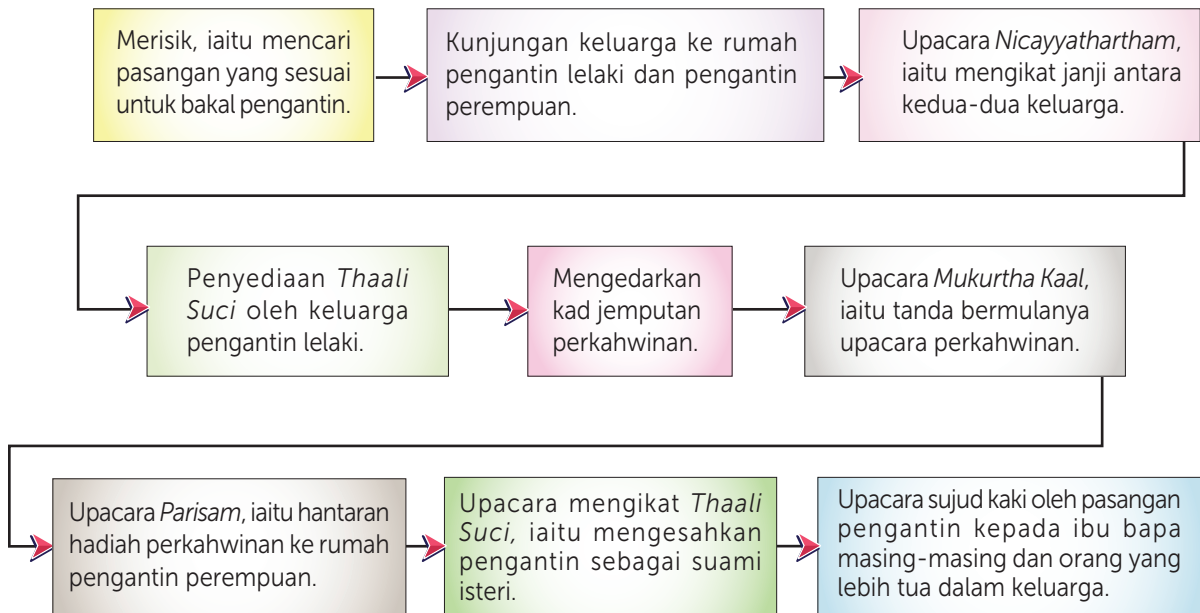 Merisik, iaitu mencari
pasangan yang sesuai
untuk bakal pengantin.
Kunjungan keluarga ke rumah
pengantin lelaki dan pengantin
perempuan.
Upacara Nicayyathartham,
iaitu mengikat janji antara
kedua-dua keluarga.
Penyediaan Thaali
Suci oleh keluarga
pengantin lelaki.
Mengedarkan
kad jemputan
perkahwinan.
Upacara Mukurtha Kaal,
iaitu tanda bermulanya
upacara perkahwinan.
Upacara Parisam, iaitu hantaran
hadiah perkahwinan ke rumah
pengantin perempuan.
Upacara mengikat Thaali
Suci, iaitu mengesahkan
pengantin sebagai suami
isteri.
Upacara sujud kaki oleh pasangan
pengantin kepada ibu bapa
masing-masing dan orang yang
lebih tua dalam keluarga.